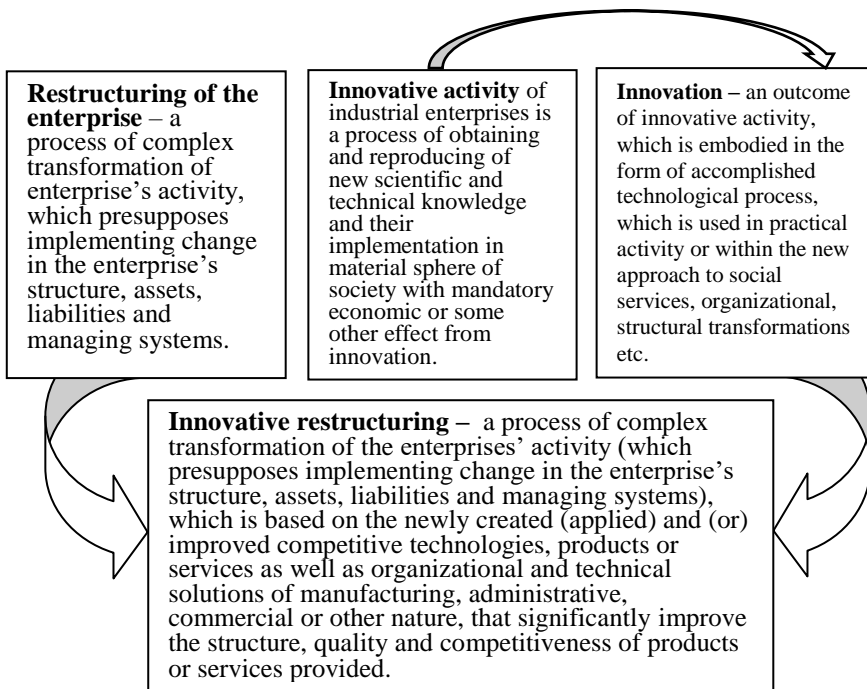 Restructuring of the
enterprise – a
process of complex
transformation of
enterprise’s activity,
which presupposes
implementing change
in the enterprise’s
structure, assets,
liabilities and
managing systems.
Innovative activity of
industrial enterprises is
a process of obtaining
and reproducing of
new scientific and
technical knowledge
and their
implementation in
material sphere of
society with mandatory
economic or some
other effect from
innovation.
Innovation – an outcome
of innovative activity,
which is embodied in the
form of accomplished
technological process,
which is used in practical
activity or within the new
approach to social
services, organizational,
structural transformations
etc.
Innovative restructuring – a process of complex
transformation of the enterprises’ activity (which
presupposes implementing change in the enterprise’s
structure, assets, liabilities and managing systems),
which is based on the newly created (applied) and (or)
improved competitive technologies, products or
services as well as organizational and technical
solutions of manufacturing, administrative,
commercial or other nature, that significantly improve
the structure, quality and competitiveness of products
or services provided.